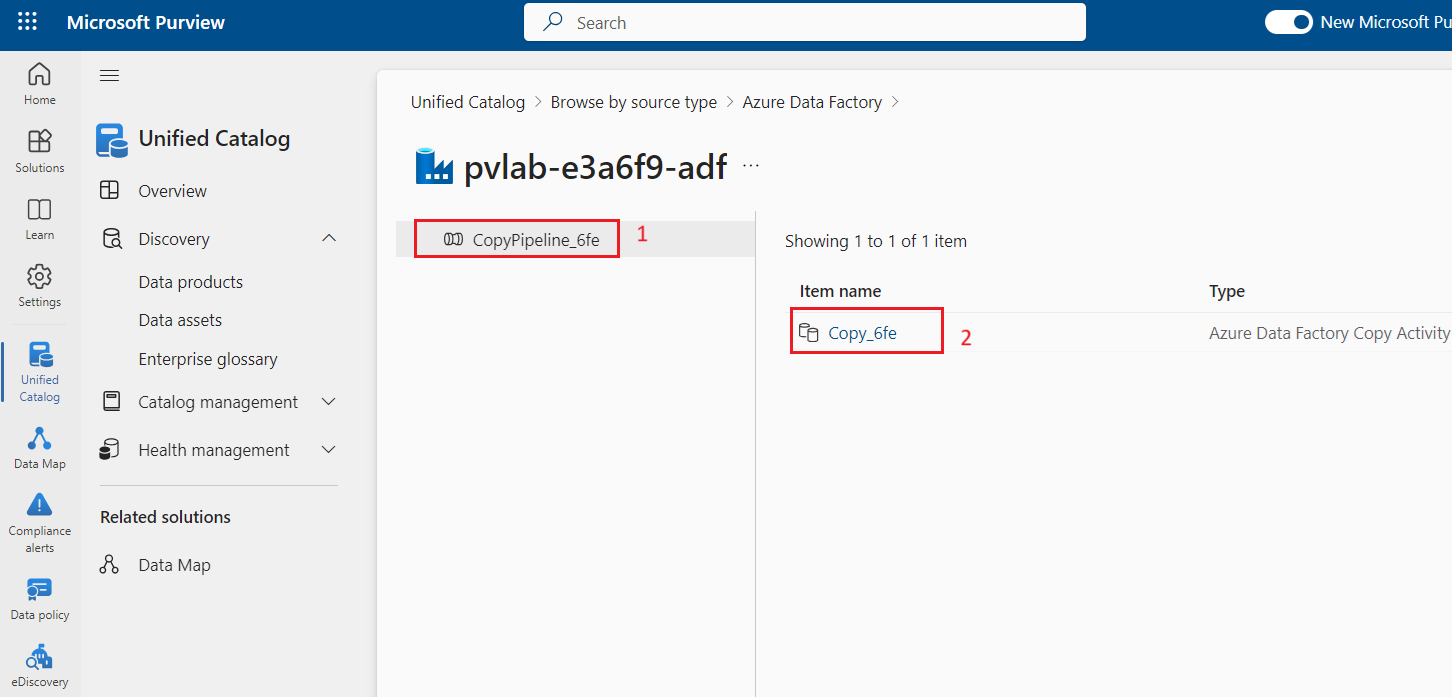 Microsoft Purview
Search
New Microsoft Pu
Home
Solutions
Learn
Settings
Unified
Catalog
Data Map
Compliance
alerts
Data policy
eDiscovery
Unified Catalog
Overview
Discovery
Data products
Data assets
Enterprise glossary
Catalog management
Health management
Related solutions
Data Map
Unified Catalog > Browse by source type > Azure Data Factory >
pvlab-e3a6f9-adf ...
CopyPipeline_6fe 1
Showing 1 to 1 of 1 item
Item name Type
Copy_6fe 2 Azure Data Factory Copy Activity